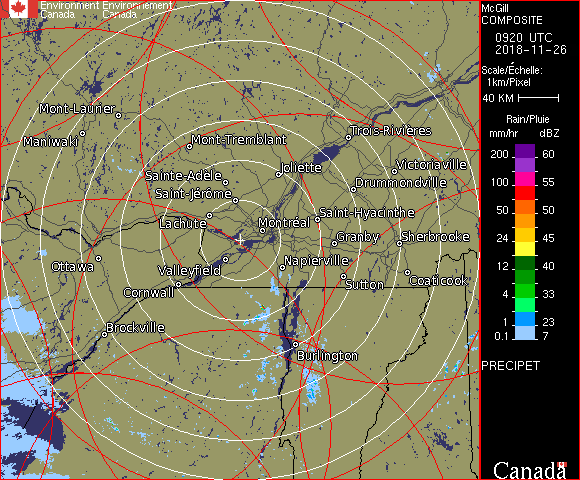 Environment Environnement
Canada Canada
McGill
COMPOSITE
0920 UTC
2018-11-26
Scale/Échelle:
1km/Pixel
40 KM
Rain/Pluie
mm/hr dBZ
200 60
100 55
50 50
24 45
12 40
4 33
1 23
0.1 7
PRECIPET
Canada
Mont-Laurier
Maniwaki
Mont-Tremblant
Trois-Rivières
Joliette
Victoriaville
Sainte-Adèle
Drummondville
Saint-Jérôme
Lachute
Saint-Hyacinthe
Montréal
Granby
Sherbrooke
Ottawa
Valleyfield
Napierville
Cornwall
Sutton
Coaticook
Brockville
Burlington